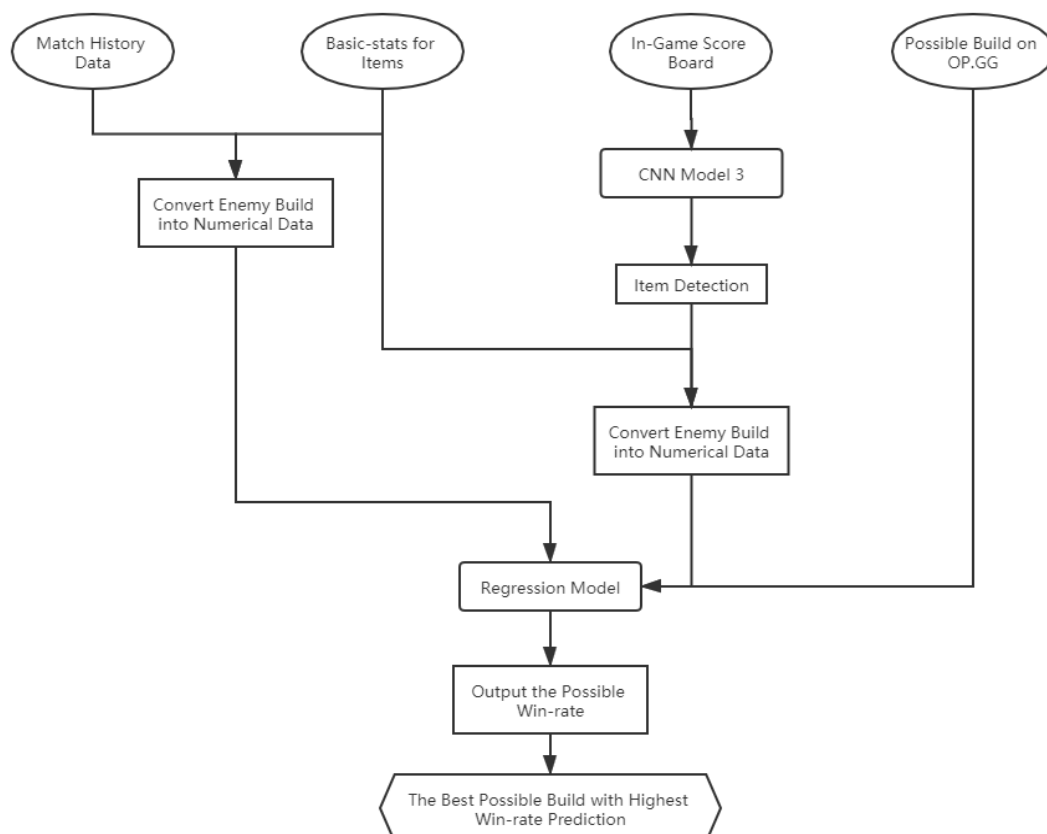 Match History
Data
Basic-stats for
Items
In-Game Score
Board
Possible Build on
OP.GG
CNN Model 3
Convert Enemy Build
into Numerical Data
Item Detection
Convert Enemy Build
into Numerical Data
Regression Model
Output the Possible
Win-rate
The Best Possible Build with Highest
Win-rate Prediction